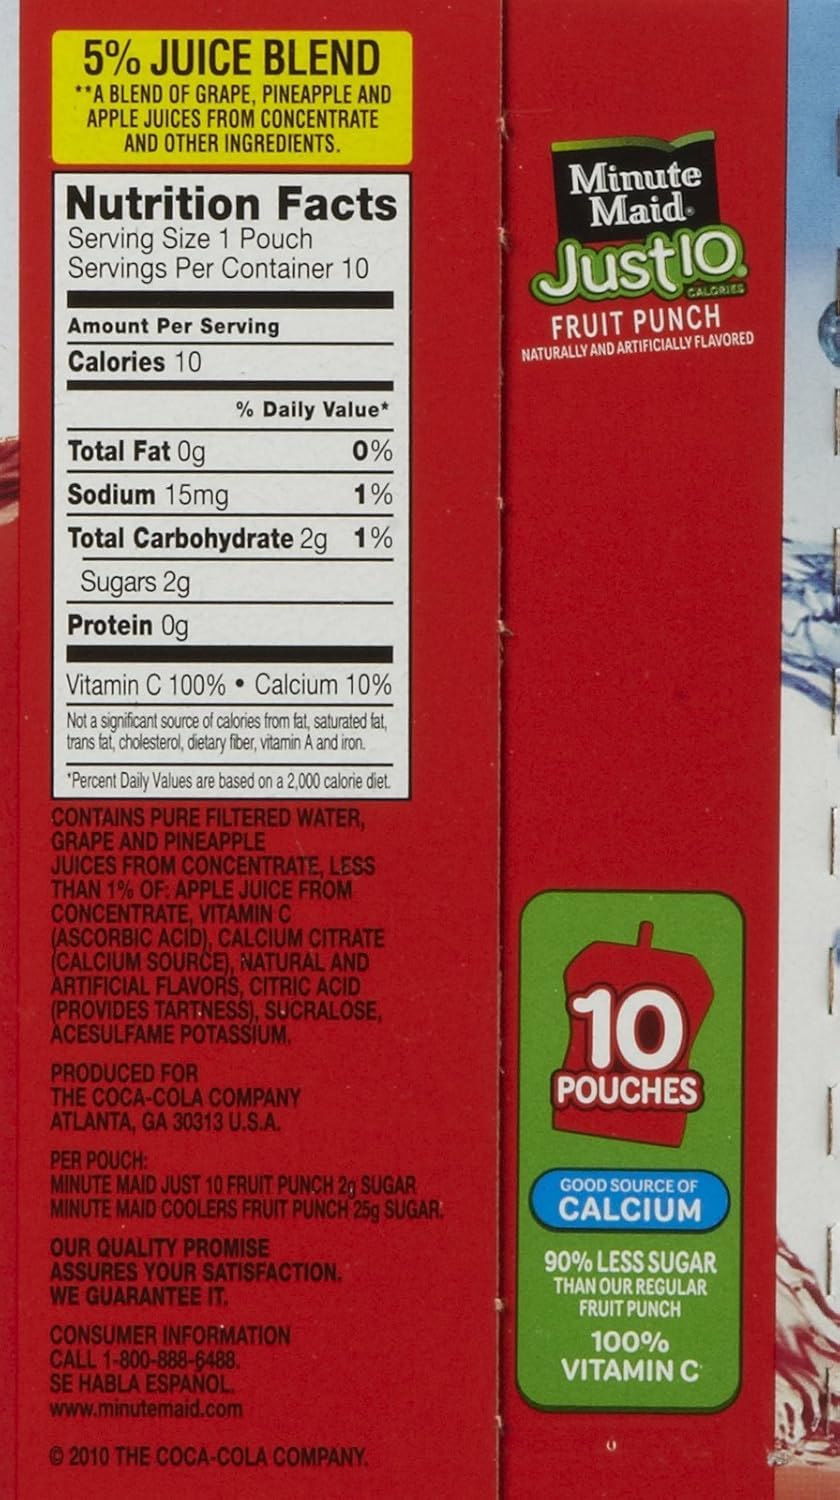 5% JUICE BLEND
**A BLEND OF GRAPE, PINEAPPLE AND
APPLE JUICES FROM CONCENTRATE
AND OTHER INGREDIENTS.
Nutrition Facts
Serving Size 1 Pouch
Servings Per Container 10
Amount Per Serving
Calories 10
% Daily Value*
Total Fat 0g 0%
Sodium 15mg 1%
Total Carbohydrate 2g 1%
Sugars 2g
Protein 0g
Vitamin C 100% • Calcium 10%
Not a significant source of calories from fat, saturated fat,
trans fat, cholesterol, dietary fiber, vitamin A and iron.
*Percent Daily Values are based on a 2,000 calorie diet.
CONTAINS PURE FILTERED WATER,
GRAPE AND PINEAPPLE
JUICES FROM CONCENTRATE, LESS
THAN 1% OF: APPLE JUICE FROM
CONCENTRATE, VITAMIN C
(ASCORBIC ACID), CALCIUM CITRATE
(CALCIUM SOURCE), NATURAL AND
ARTIFICIAL FLAVORS, CITRIC ACID
(PROVIDES TARTNESS), SUCRALOSE,
ACESULFAME POTASSIUM.
PRODUCED FOR
THE COCA-COLA COMPANY
ATLANTA, GA 30313 U.S.A.
PER POUCH:
MINUTE MAID JUST 10 FRUIT PUNCH 2g SUGAR
MINUTE MAID COOLERS FRUIT PUNCH 25g SUGAR.
OUR QUALITY PROMISE
ASSURES YOUR SATISFACTION.
WE GUARANTEE IT.
CONSUMER INFORMATION
CALL 1-800-888-6488.
SE HABLA ESPAÑOL.
www.minutemaid.com
© 2010 THE COCA-COLA COMPANY.
Minute
Maid®
Just 10®
CALORIES
FRUIT PUNCH
NATURALLY AND ARTIFICIALLY FLAVORED
10
POUCHES
GOOD SOURCE OF
CALCIUM
90% LESS SUGAR
THAN OUR REGULAR
FRUIT PUNCH
100%
VITAMIN C